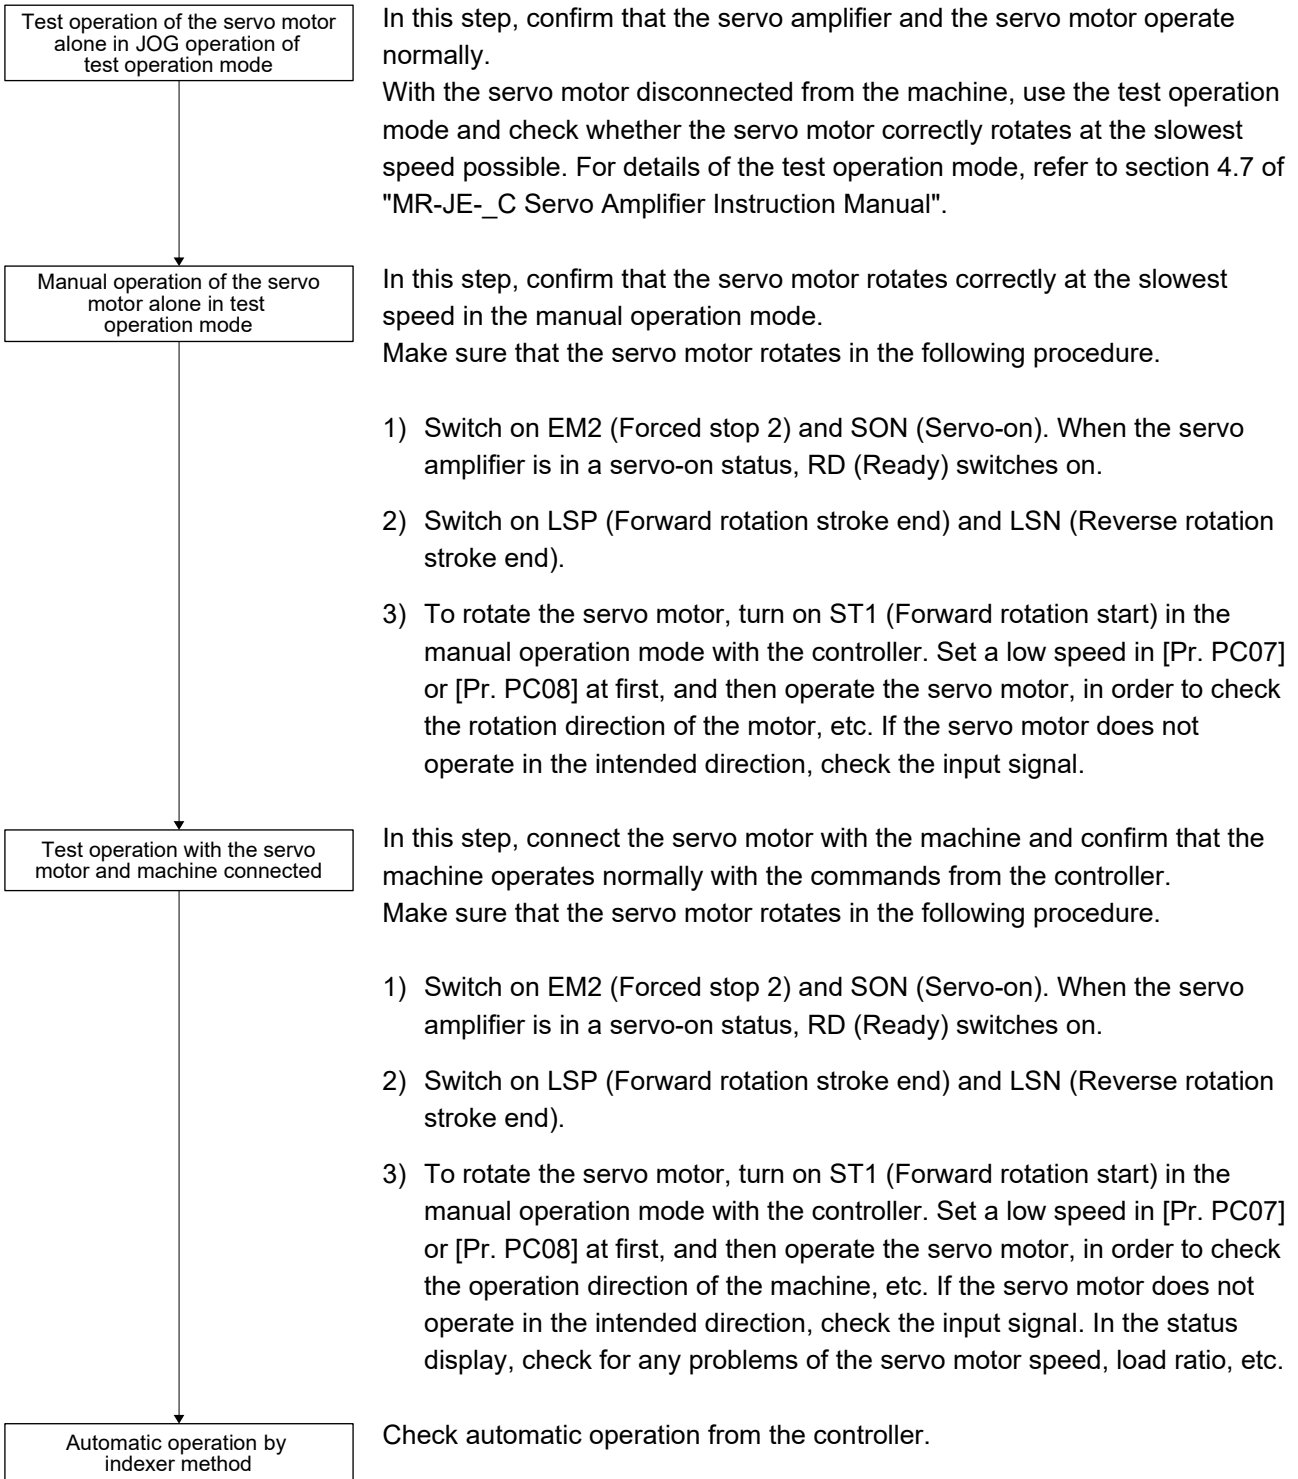 Test operation of the servo motor
alone in JOG operation of
test operation mode
In this step, confirm that the servo amplifier and the servo motor operate
normally.
With the servo motor disconnected from the machine, use the test operation
mode and check whether the servo motor correctly rotates at the slowest
speed possible. For details of the test operation mode, refer to section 4.7 of
"MR-JE-_C Servo Amplifier Instruction Manual".
Manual operation of the servo
motor alone in test
operation mode
In this step, confirm that the servo motor rotates correctly at the slowest
speed in the manual operation mode.
Make sure that the servo motor rotates in the following procedure.
1) Switch on EM2 (Forced stop 2) and SON (Servo-on). When the servo
amplifier is in a servo-on status, RD (Ready) switches on.
2) Switch on LSP (Forward rotation stroke end) and LSN (Reverse rotation
stroke end).
3) To rotate the servo motor, turn on ST1 (Forward rotation start) in the
manual operation mode with the controller. Set a low speed in [Pr. PC07]
or [Pr. PC08] at first, and then operate the servo motor, in order to check
the rotation direction of the motor, etc. If the servo motor does not
operate in the intended direction, check the input signal.
Test operation with the servo
motor and machine connected
In this step, connect the servo motor with the machine and confirm that the
machine operates normally with the commands from the controller.
Make sure that the servo motor rotates in the following procedure.
1) Switch on EM2 (Forced stop 2) and SON (Servo-on). When the servo
amplifier is in a servo-on status, RD (Ready) switches on.
2) Switch on LSP (Forward rotation stroke end) and LSN (Reverse rotation
stroke end).
3) To rotate the servo motor, turn on ST1 (Forward rotation start) in the
manual operation mode with the controller. Set a low speed in [Pr. PC07]
or [Pr. PC08] at first, and then operate the servo motor, in order to check
the operation direction of the machine, etc. If the servo motor does not
operate in the intended direction, check the input signal. In the status
display, check for any problems of the servo motor speed, load ratio, etc.
Automatic operation by
indexer method
Check automatic operation from the controller.